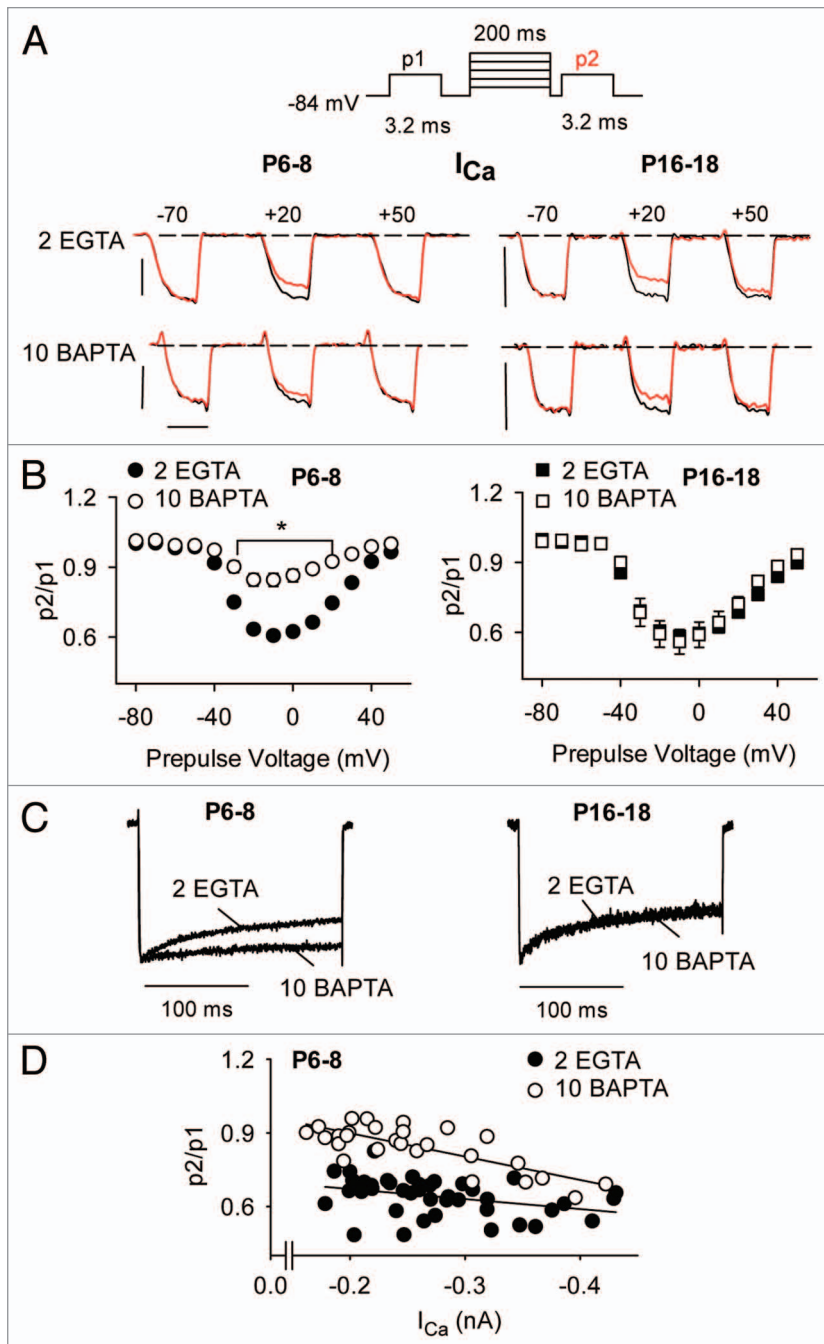 A
200 ms
p1
p2
-84 mV
3.2 ms
3.2 ms
P6-8
I_Ca
P16-18
-70
+20
+50
-70
+20
+50
2 EGTA
10 BAPTA
B
2 EGTA
10 BAPTA
P6-8
1.2
0.9
0.6
p2/p1
*
-80
-40
0
40
Prepulse Voltage (mV)
2 EGTA
10 BAPTA
P16-18
1.2
0.9
0.6
p2/p1
-80
-40
0
40
Prepulse Voltage (mV)
C
P6-8
2 EGTA
10 BAPTA
100 ms
P16-18
2 EGTA
10 BAPTA
100 ms
D
P6-8
2 EGTA
10 BAPTA
1.2
0.9
0.6
p2/p1
0.0
-0.2
-0.3
-0.4
I_Ca (nA)